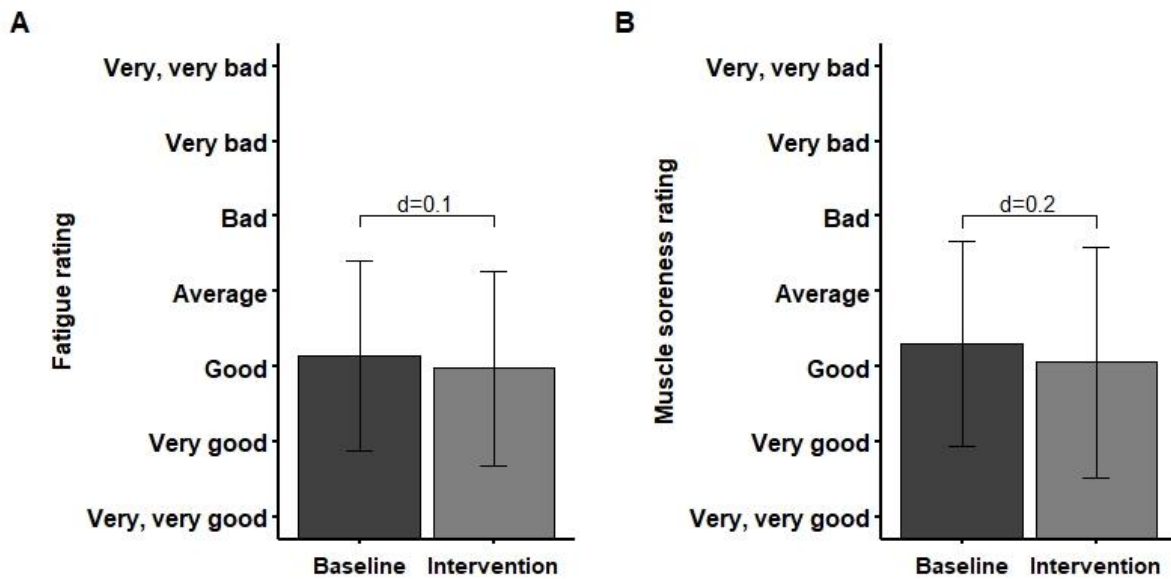 A
Fatigue rating
Very, very bad
Very bad
Bad
Average
Good
Very good
Very, very good
d=0.1
Baseline Intervention
B
Muscle soreness rating
Very, very bad
Very bad
Bad
Average
Good
Very good
Very, very good
d=0.2
Baseline Intervention